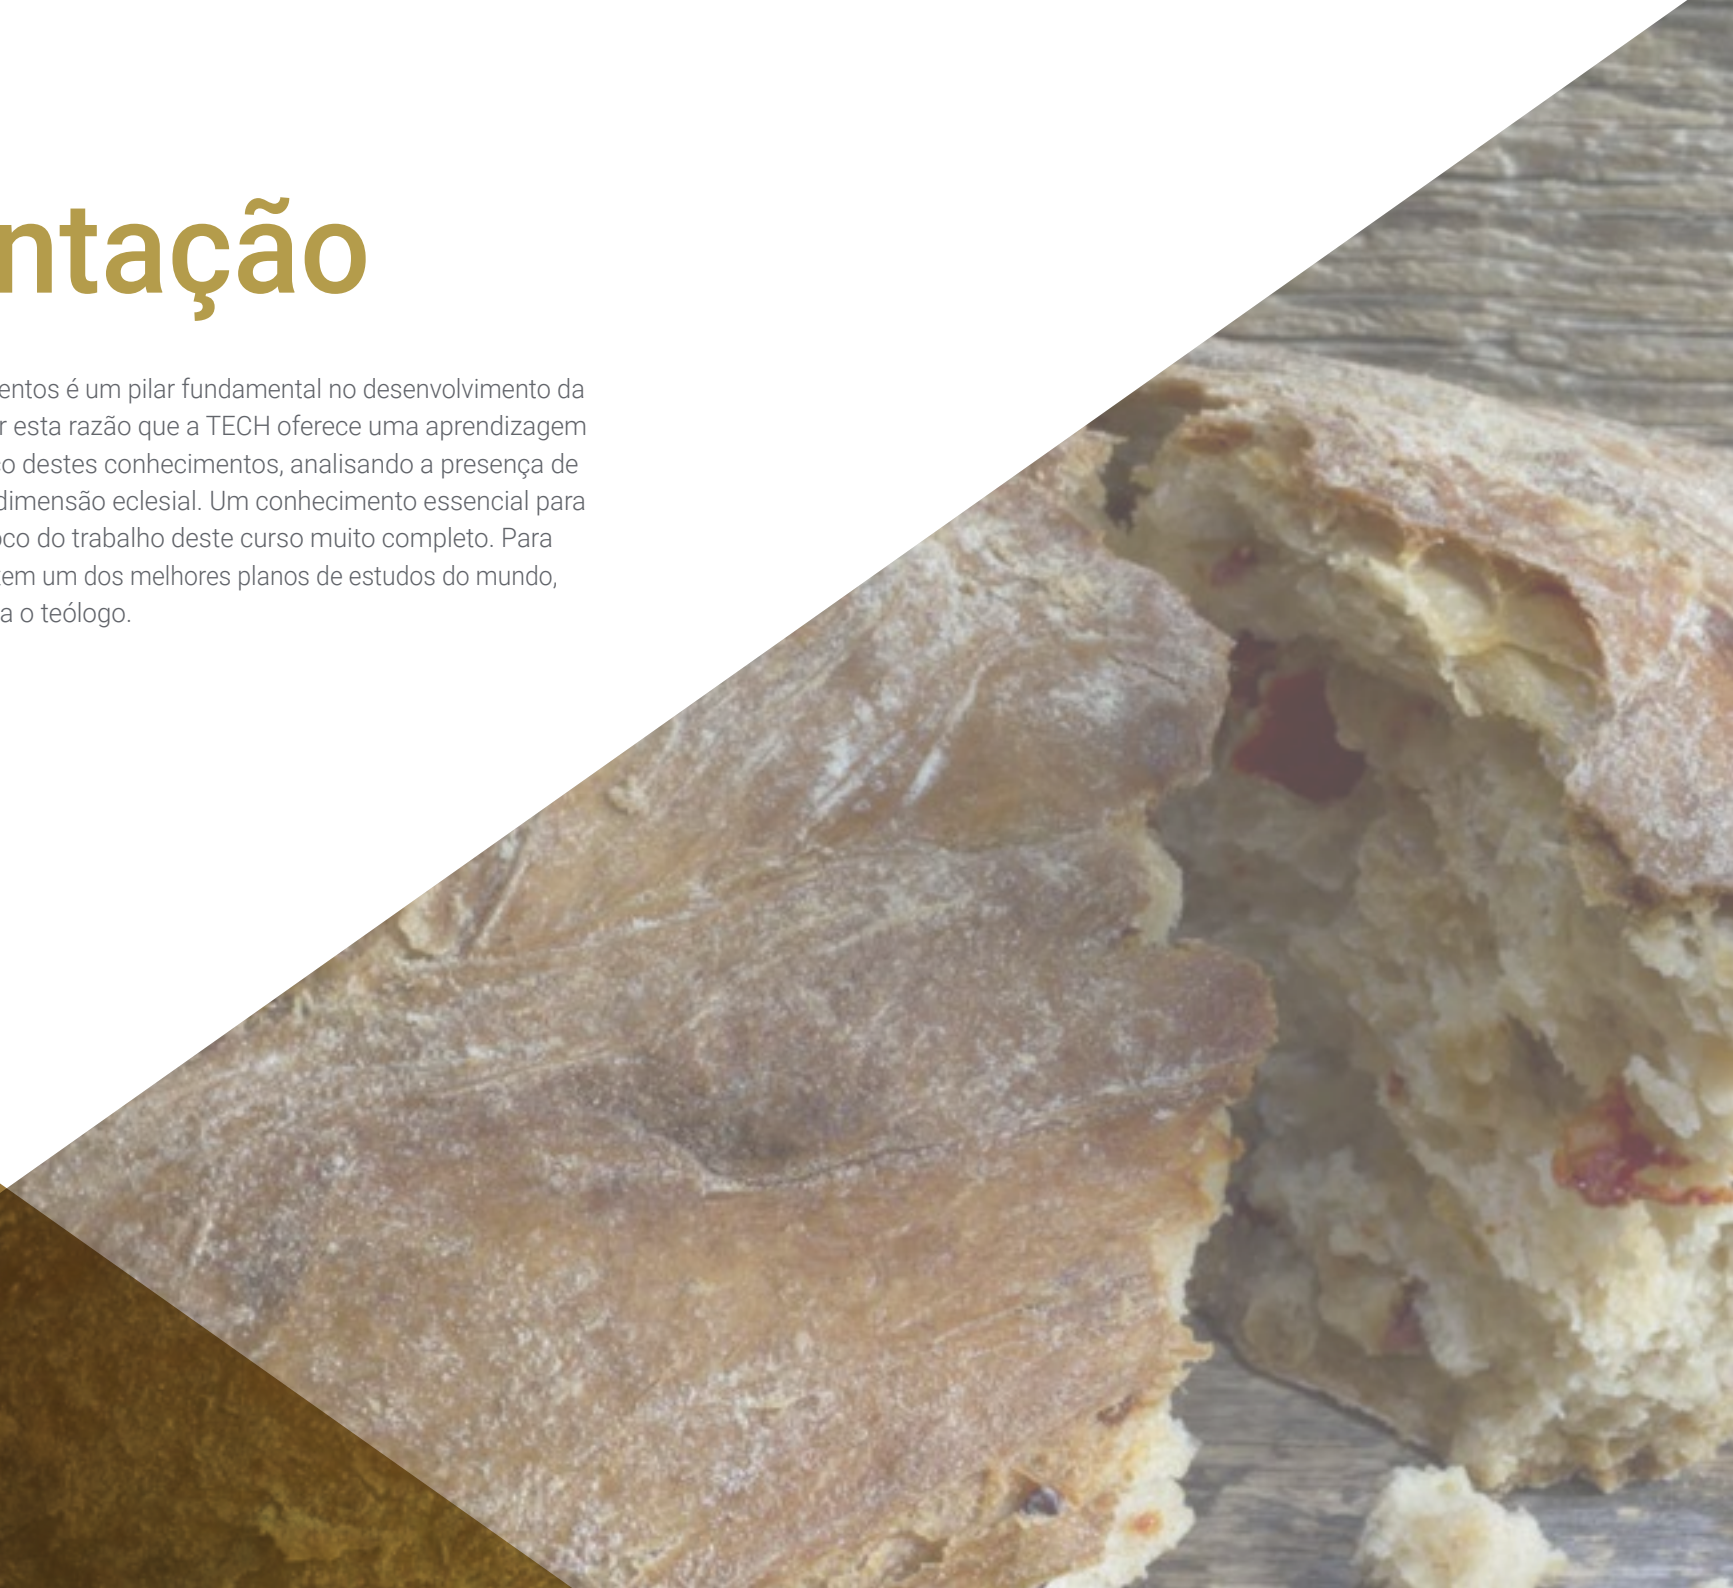 ntação
entos é um pilar fundamental no desenvolvimento da
r esta razão que a TECH oferece uma aprendizagem
o destes conhecimentos, analisando a presença de
dimensão eclesial. Um conhecimento essencial para
oco do trabalho deste curso muito completo. Para
em um dos melhores planos de estudos do mundo,
a o teólogo.